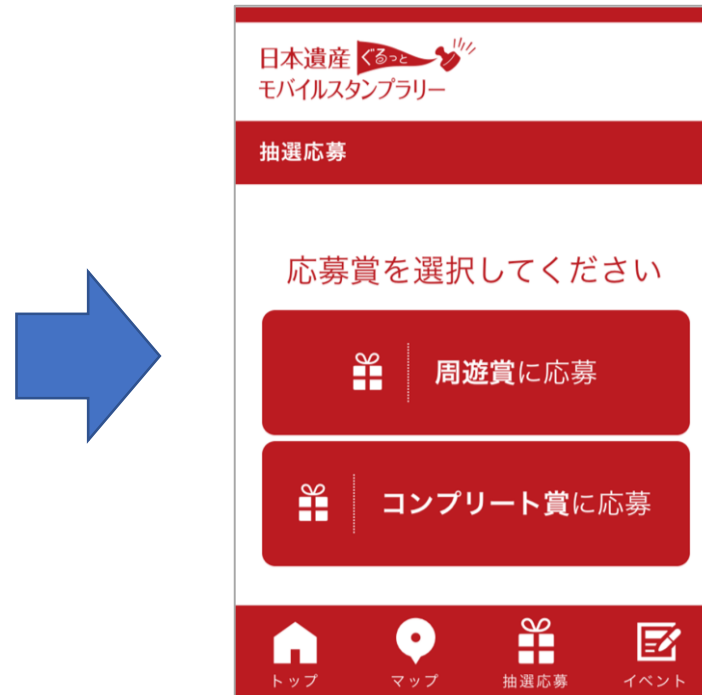 日本遺産 ぐるっと
モバイルスタンプラリー
抽選応募
応募賞を選択してください
周遊賞に応募
コンプリート賞に応募
トップ マップ 抽選応募 イベント